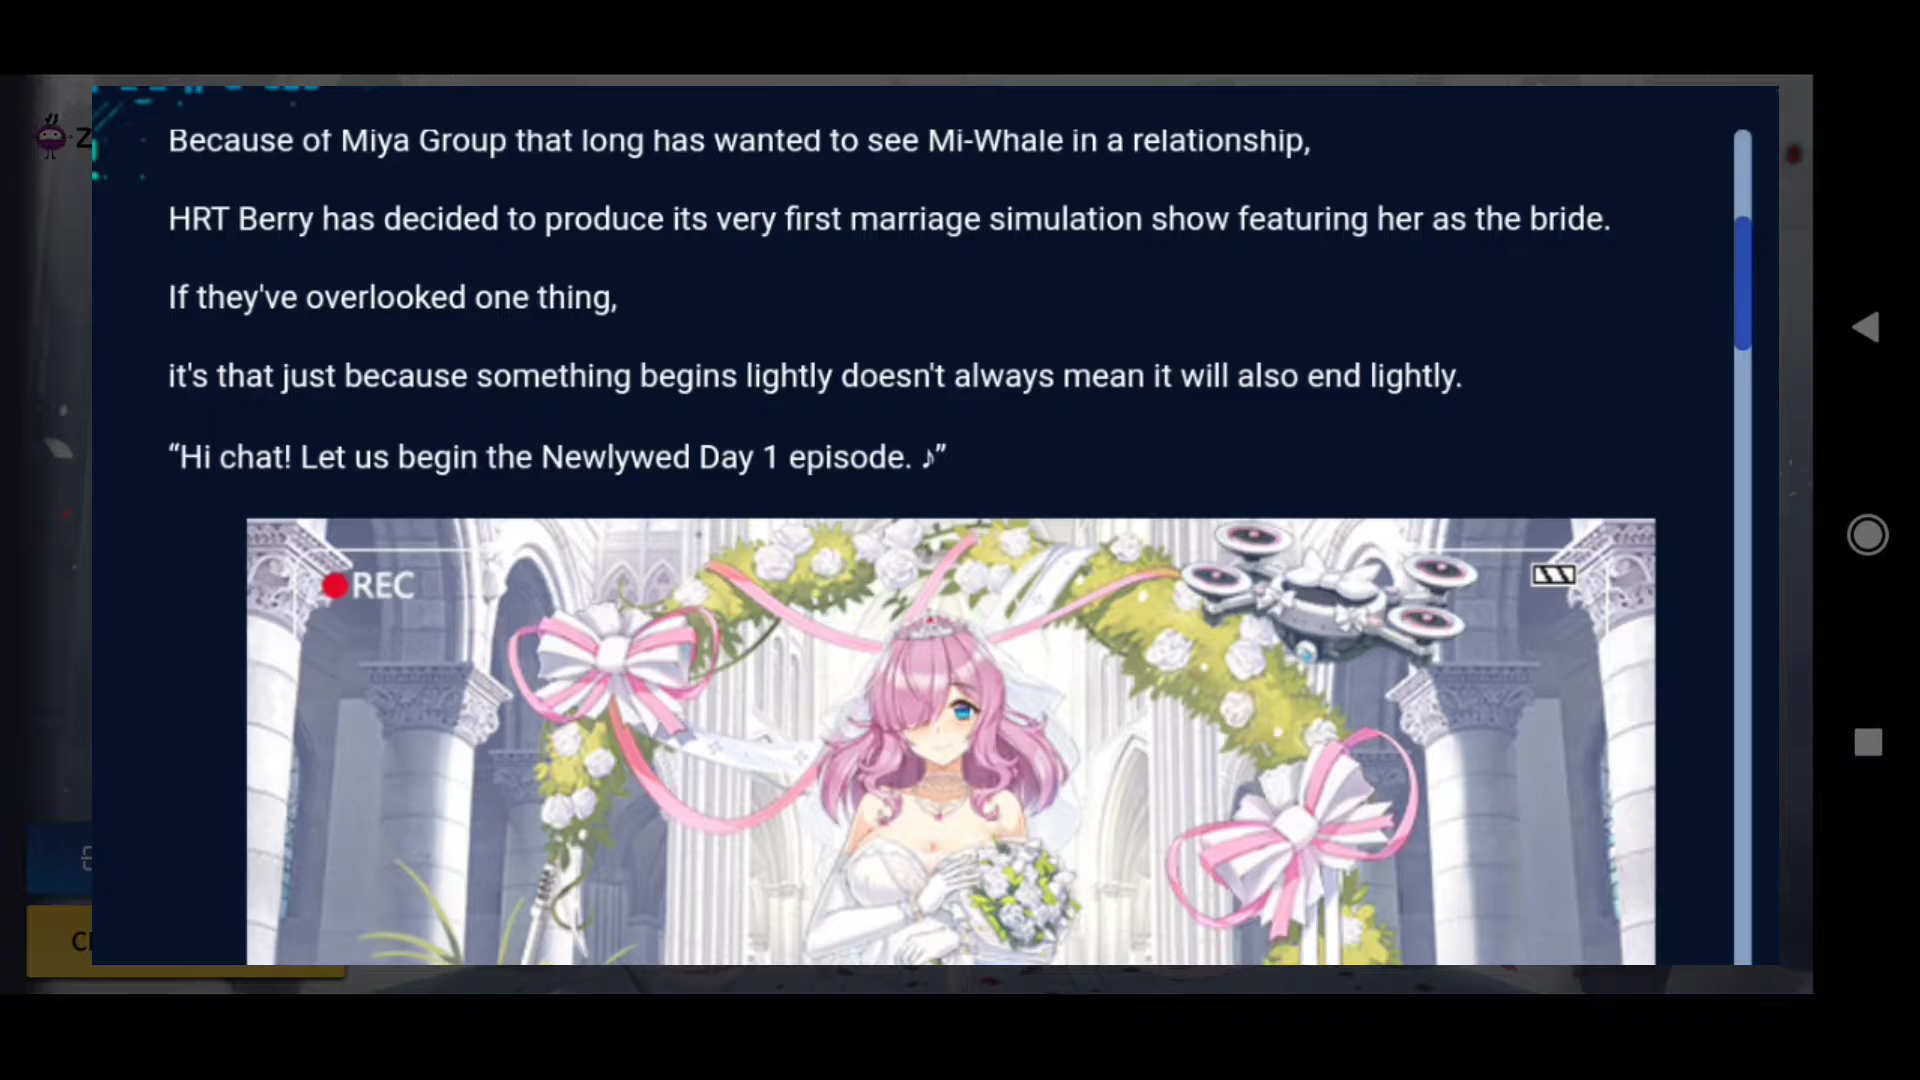 Z
Because of Miya Group that long has wanted to see Mi-Whale in a relationship,
HRT Berry has decided to produce its very first marriage simulation show featuring her as the bride.
If they've overlooked one thing,
it's that just because something begins lightly doesn't always mean it will also end lightly.
“Hi chat! Let us begin the Newlywed Day 1 episode. ♪”
REC